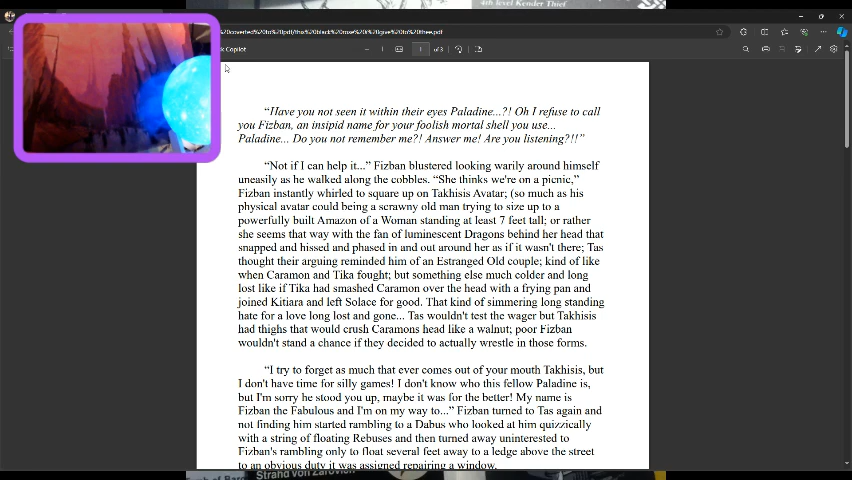 4th level Kender Thief
%20coverted%20to%20pdf/this%20black%20rose%20i%20give%20to%20thee.pdf
Copilot
1 of 3
“Have you not seen it within their eyes Paladine...?! Oh I refuse to call
you Fizban, an insipid name for your foolish mortal shell you use...
Paladine... Do you not remember me?! Answer me! Are you listening?!!”
“Not if I can help it...” Fizban blustered looking warily around himself
uneasily as he walked along the cobbles. “She thinks we're on a picnic,”
Fizban instantly whirled to square up on Takhisis Avatar; (so much as his
physical avatar could being a scrawny old man trying to size up to a
powerfully built Amazon of a Woman standing at least 7 feet tall; or rather
she seems that way with the fan of luminescent Dragons behind her head that
snapped and hissed and phased in and out around her as if it wasn't there; Tas
thought their arguing reminded him of an Estranged Old couple; kind of like
when Caramon and Tika fought; but something else much colder and long
lost like if Tika had smashed Caramon over the head with a frying pan and
joined Kitiara and left Solace for good. That kind of simmering long standing
hate for a love long lost and gone... Tas wouldn't test the wager but Takhisis
had thighs that would crush Caramons head like a walnut; poor Fizban
wouldn't stand a chance if they decided to actually wrestle in those forms.
“I try to forget as much that ever comes out of your mouth Takhisis, but
I don't have time for silly games! I don't know who this fellow Paladine is,
but I'm sorry he stood you up, maybe it was for the better! My name is
Fizban the Fabulous and I'm on my way to...” Fizban turned to Tas again and
not finding him started rambling to a Dabus who looked at him quizzically
with a string of floating Rebuses and then turned away uninterested to
Fizban's rambling only to float several feet away to a ledge above the street
to an obvious duty it was assigned repairing a window.
Strahd von Zarovich